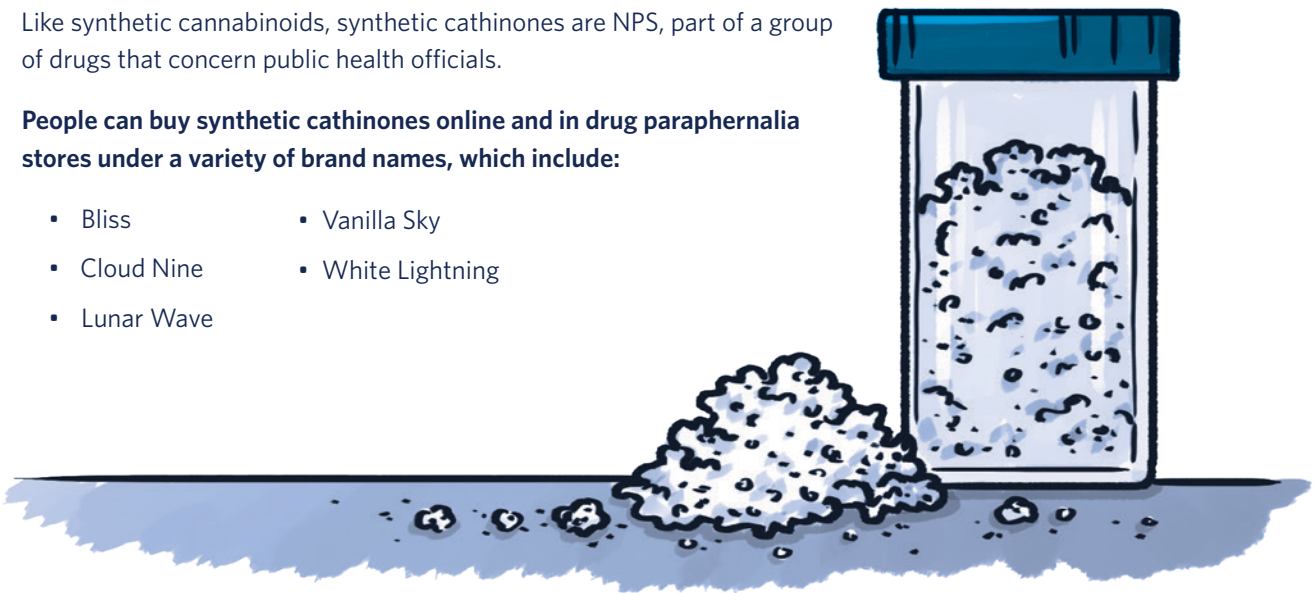 Like synthetic cannabinoids, synthetic cathinones are NPS, part of a group
of drugs that concern public health officials.
People can buy synthetic cathinones online and in drug paraphernalia
stores under a variety of brand names, which include:
• Bliss
• Cloud Nine
• Lunar Wave
• Vanilla Sky
• White Lightning